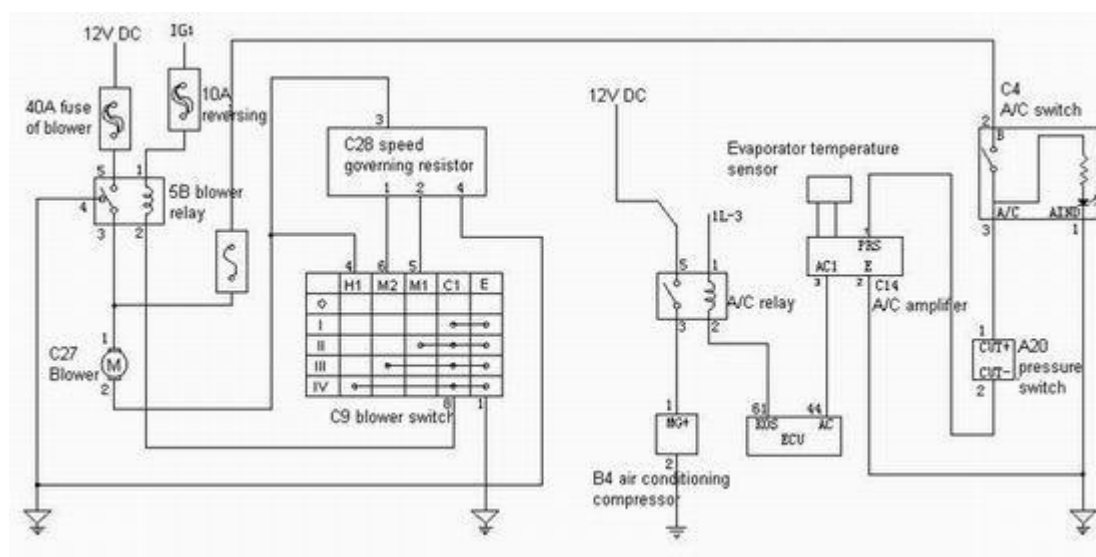 12V DC
IG1
40A fuse
of blower
10A
reversing
5
1
4
5B blower
relay
3
2
C27
Blower
1
M
2
3
C28 speed
governing resistor
1
2
4
4
6
5
H1
M2
M1
C1
E
I
II
III
IV
8
1
C9 blower switch
12V DC
1L-3
5
1
A/C relay
3
2
Evaporator temperature
sensor
PRS
AC1
E
3
2
C14
A/C amplifier
C4
A/C switch
2
B
A/C
AIND
3
1
1
CUT+
CUT-
A20
pressure
switch
2
61
44
AC
ECU
1
MG+
2
B4 air conditioning
compressor